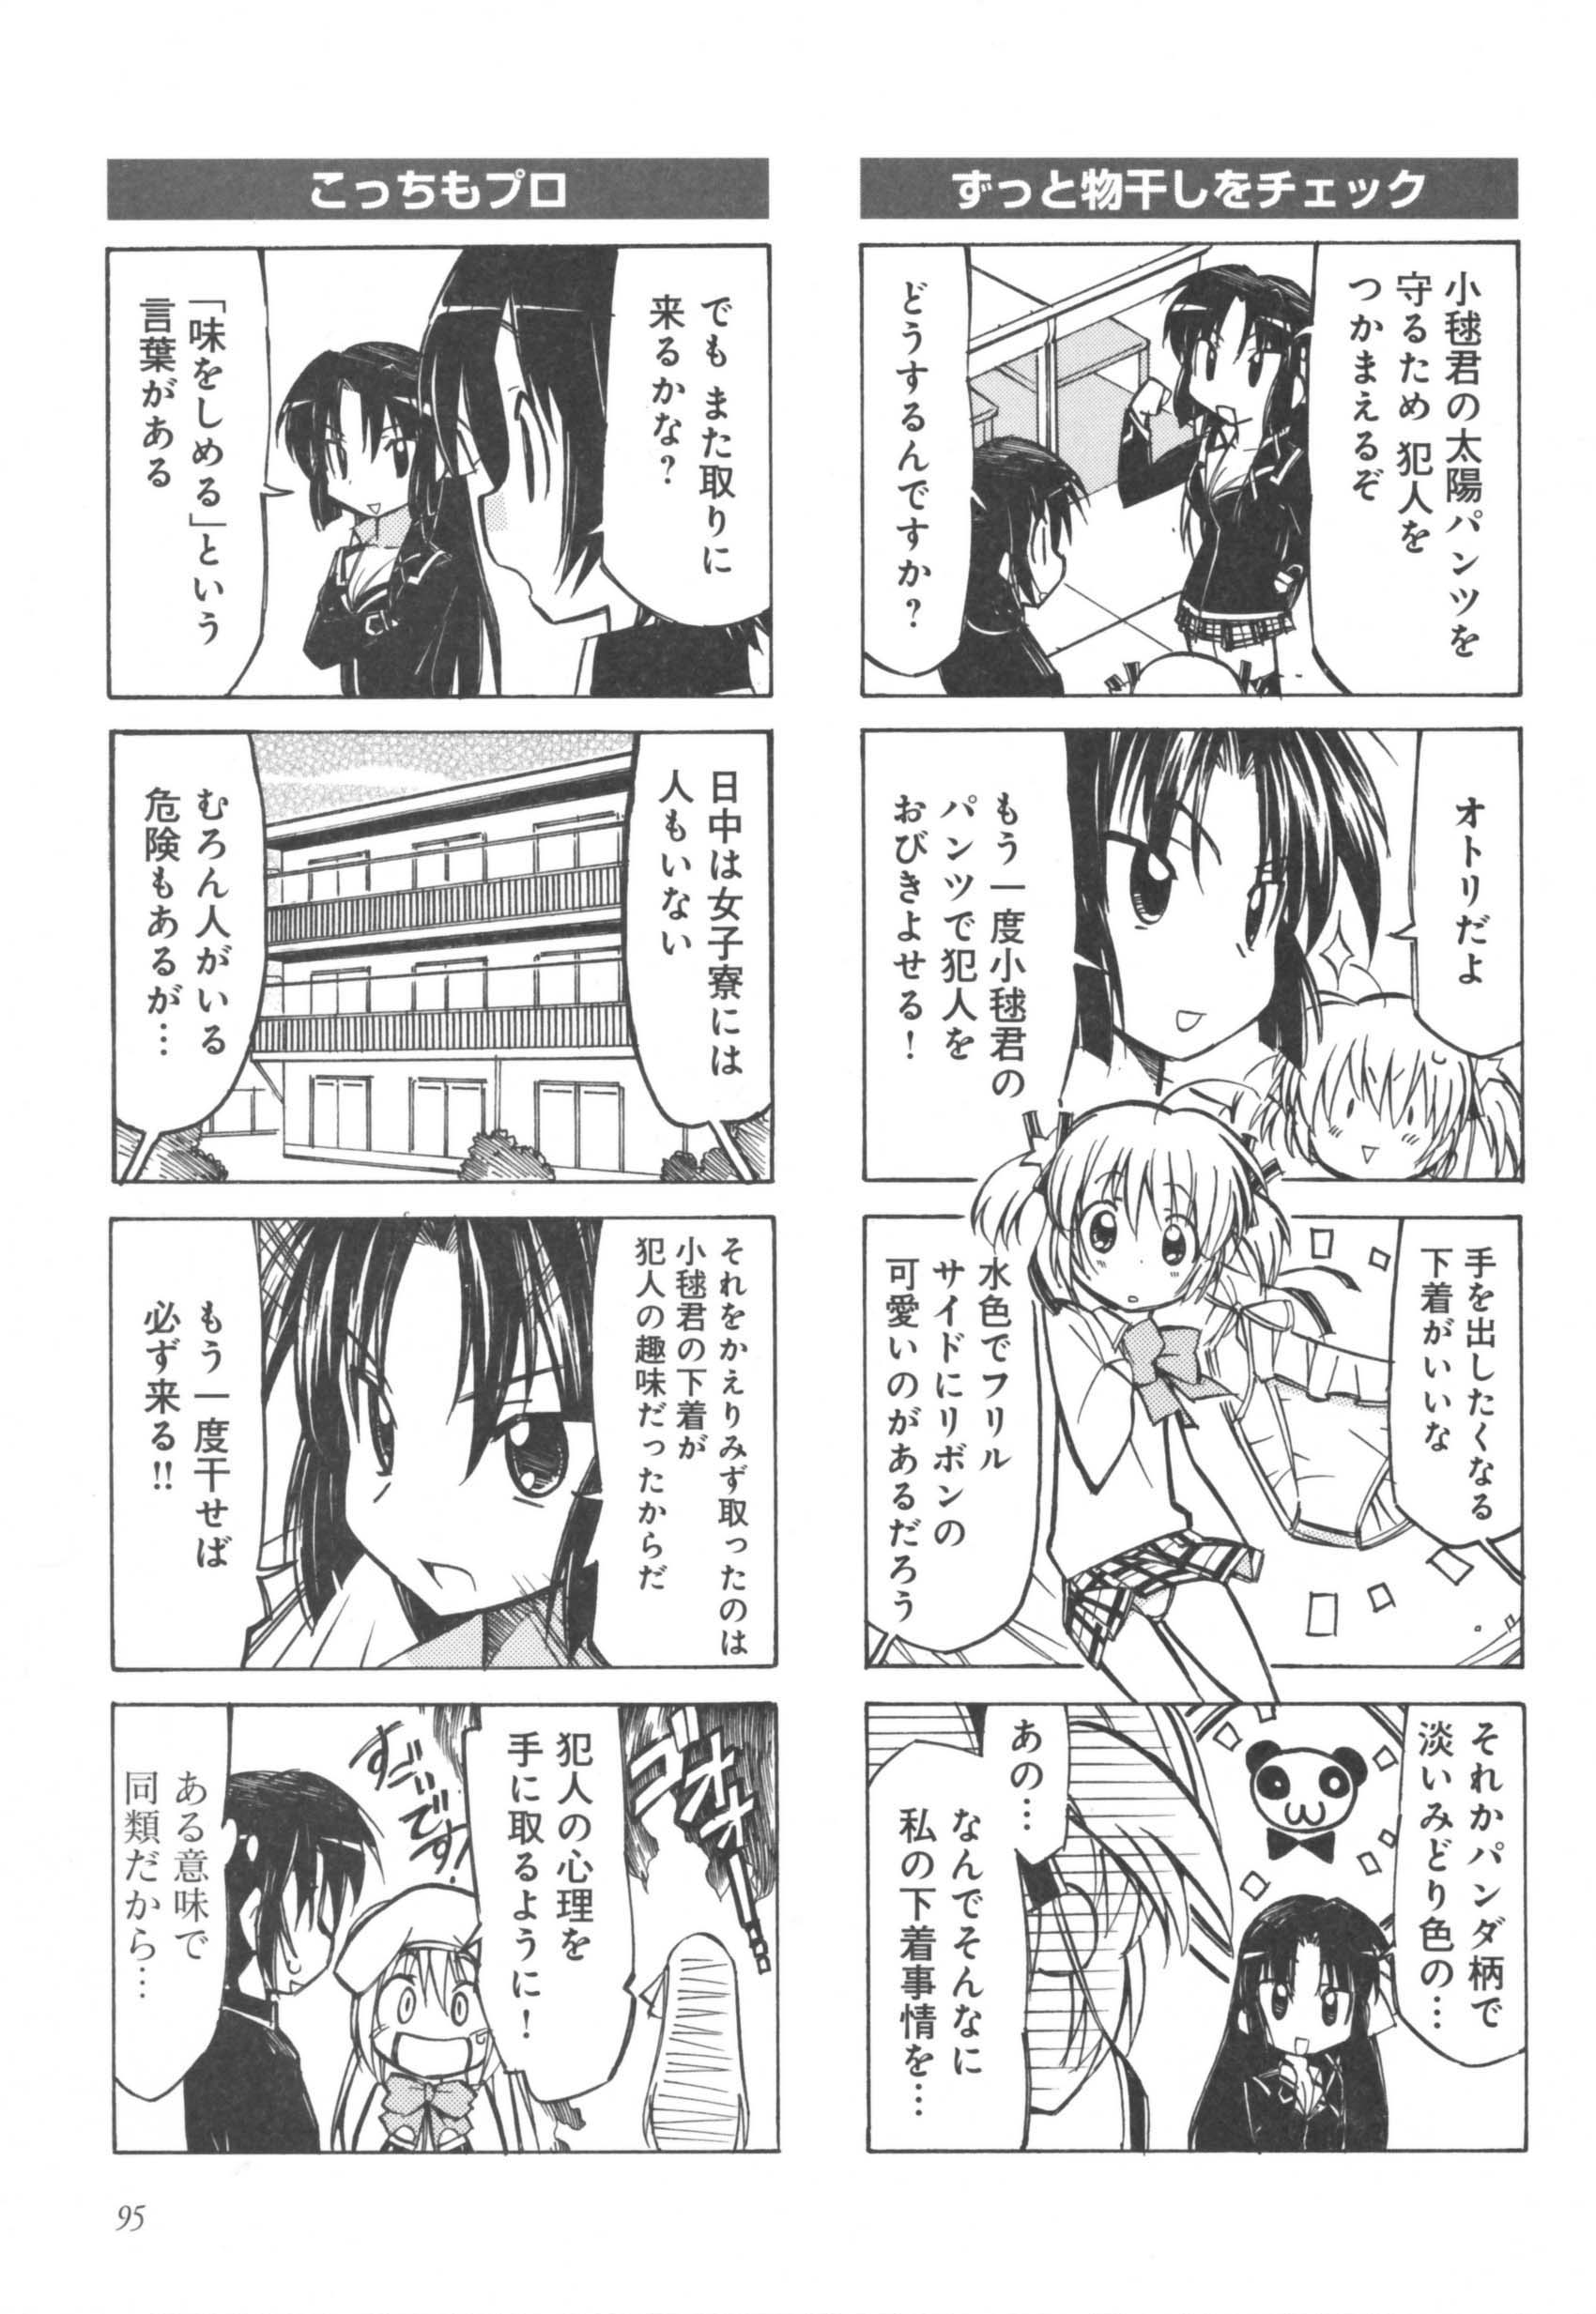 ずっと物干しをチェック
小毬君の太陽パンツを
守るため 犯人を
つかまえるぞ
どうするんですか？
オトリだよ
もう一度小毬君の
パンツで犯人を
おびきよせる！
手を出したくなる
下着がいいな
水色でフリル
サイドにリボンの
可愛いのがあるだろう
それかパンダ柄で
淡いみどり色の…
あの…
なんでそんなに
私の下着事情を…
こっちもプロ
でも また取りに
来るかな？
「味をしめる」という
言葉がある
日中は女子寮には
人もいない
むろん人がいる
危険もあるが…
それをかえりみず取ったのは
小毬君の下着が
犯人の趣味だったからだ
もう一度干せば
必ず来る!!
ゴオオオ
犯人の心理を
手に取るように！
すごいです！
ある意味で
同類だから…
95